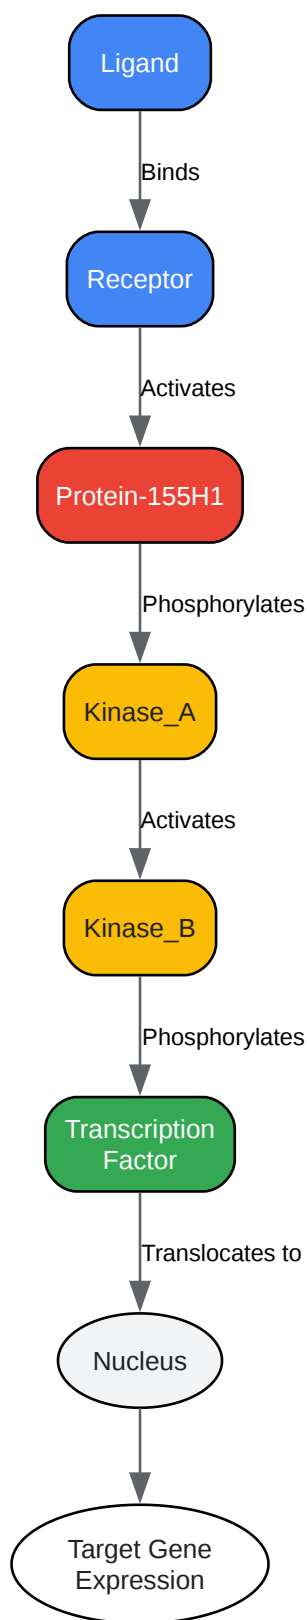 Ligand
Binds
Receptor
Activates
Protein-155H1
Phosphorylates
Kinase_A
Activates
Kinase_B
Phosphorylates
Transcription
Factor
Translocates to
Nucleus
Target Gene
Expression